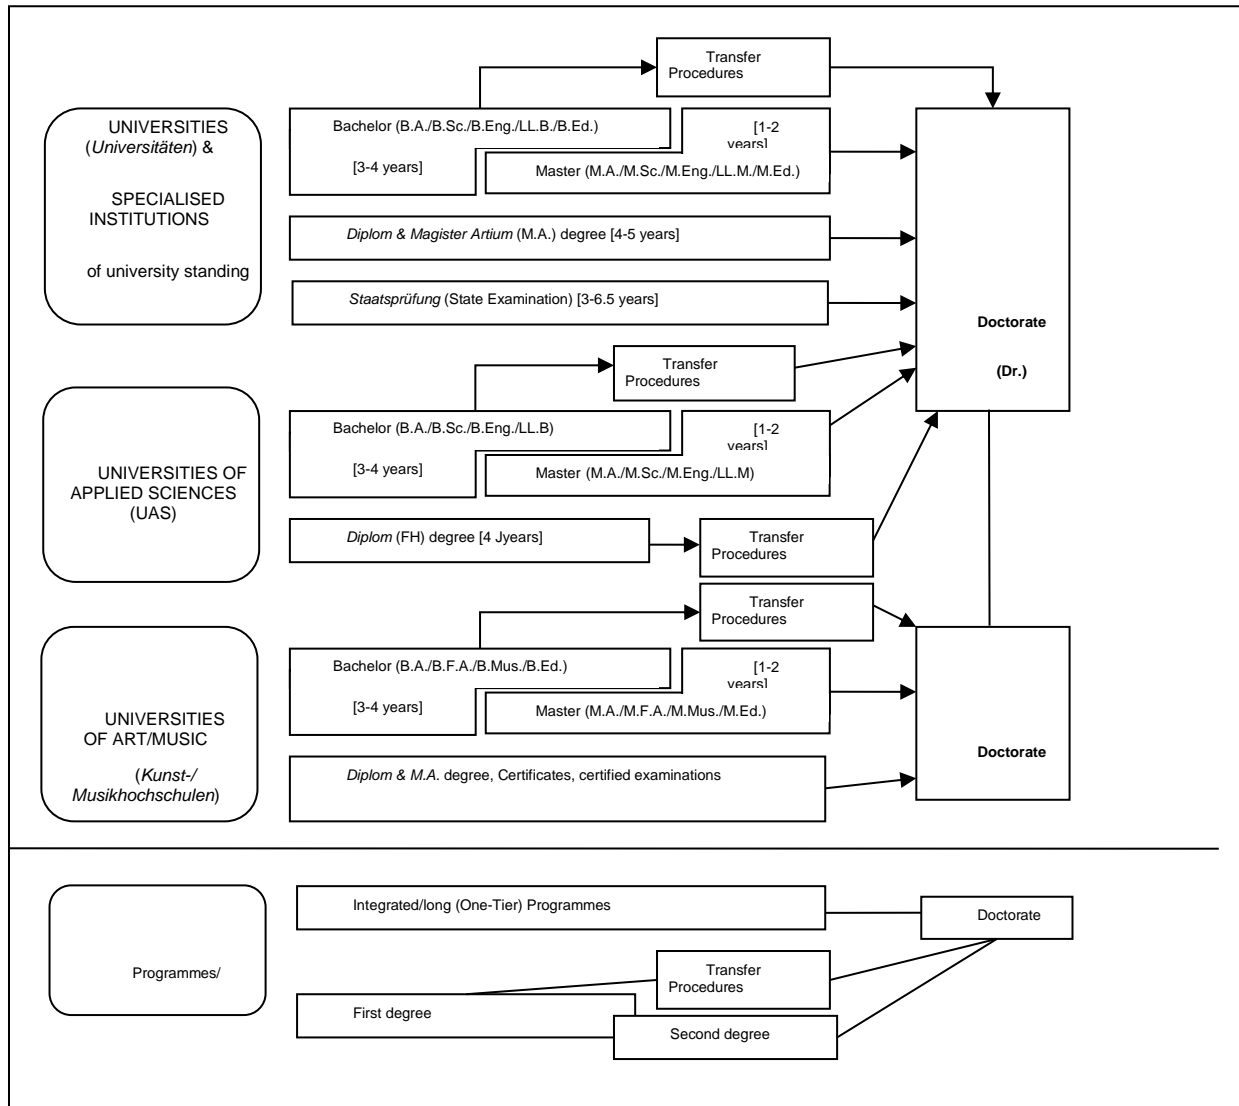 Transfer
Procedures
UNIVERSITIES
(Universitäten) &
SPECIALISED
INSTITUTIONS
of university standing
Bachelor (B.A./B.Sc./B.Eng./LL.B./B.Ed.)
[3-4 years]
[1-2
years]
Master (M.A./M.Sc./M.Eng./LL.M./M.Ed.)
Diplom & Magister Artium (M.A.) degree [4-5 years]
Staatsprüfung (State Examination) [3-6.5 years]
Doctorate
(Dr.)
Transfer
Procedures
UNIVERSITIES OF
APPLIED SCIENCES
(UAS)
Bachelor (B.A./B.Sc./B.Eng./LL.B)
[3-4 years]
[1-2
years]
Master (M.A./M.Sc./M.Eng./LL.M)
Diplom (FH) degree [4 Jyears]
Transfer
Procedures
Transfer
Procedures
UNIVERSITIES
OF ART/MUSIC
(Kunst-/
Musikhochschulen)
Bachelor (B.A./B.F.A./B.Mus./B.Ed.)
[3-4 years]
[1-2
years]
Master (M.A./M.F.A./M.Mus./M.Ed.)
Diplom & M.A. degree, Certificates, certified examinations
Doctorate
Programmes/
Integrated/long (One-Tier) Programmes
Doctorate
Transfer
Procedures
First degree
Second degree